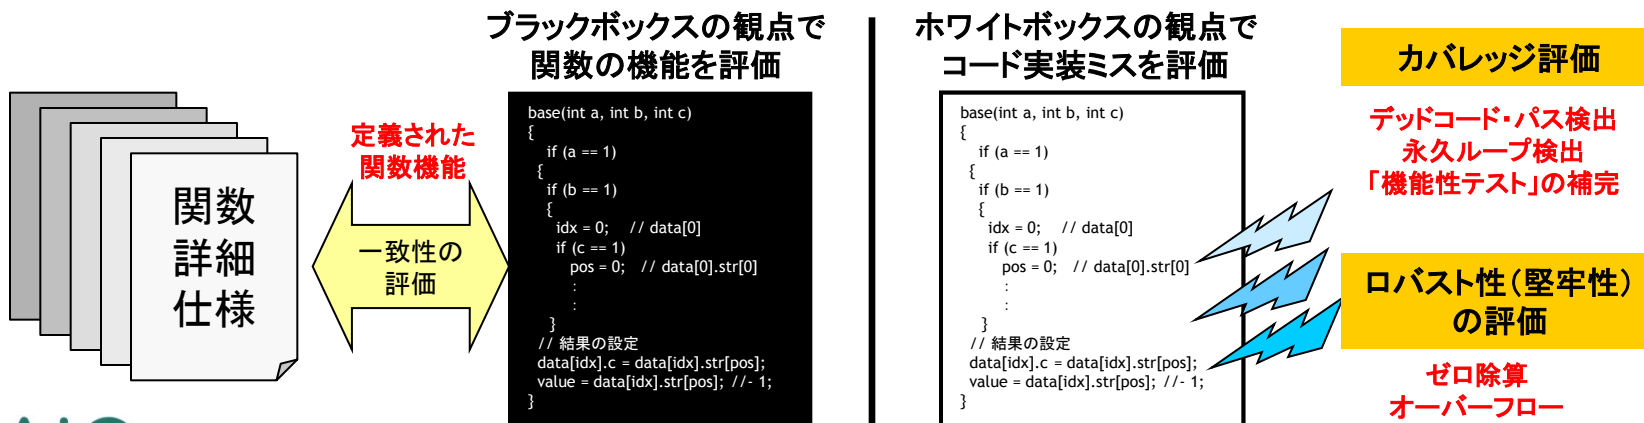 関数
詳細
仕様
定義された
関数機能
一致性の
評価
ブラックボックスの観点で
関数の機能を評価
base(int a, int b, int c)
{
if (a == 1)
{
if (b == 1)
{
idx = 0;   // data[0]
if (c == 1)
pos = 0;   // data[0].str[0]
:
:
}
// 結果の設定
data[idx].c = data[idx].str[pos];
value = data[idx].str[pos]; //- 1;
}
ホワイトボックスの観点で
コード実装ミスを評価
base(int a, int b, int c)
{
if (a == 1)
{
if (b == 1)
{
idx = 0;   // data[0]
if (c == 1)
pos = 0;   // data[0].str[0]
:
:
}
// 結果の設定
data[idx].c = data[idx].str[pos];
value = data[idx].str[pos]; //- 1;
}
カバレッジ評価
デッドコード・パス検出
永久ループ検出
「機能性テスト」の補完
ロバスト性（堅牢性）
の評価
ゼロ除算
オーバーフロー